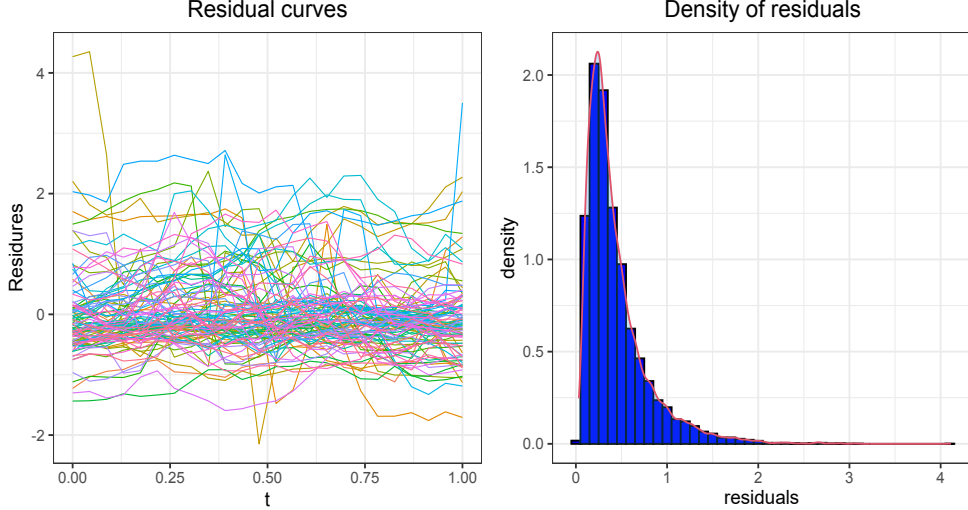 Residual curves
Residures
4
2
0
-2
0.00 0.25 0.50 0.75 1.00
t
Density of residuals
density
2.0
1.5
1.0
0.5
0.0
0 1 2 3 4
residuals